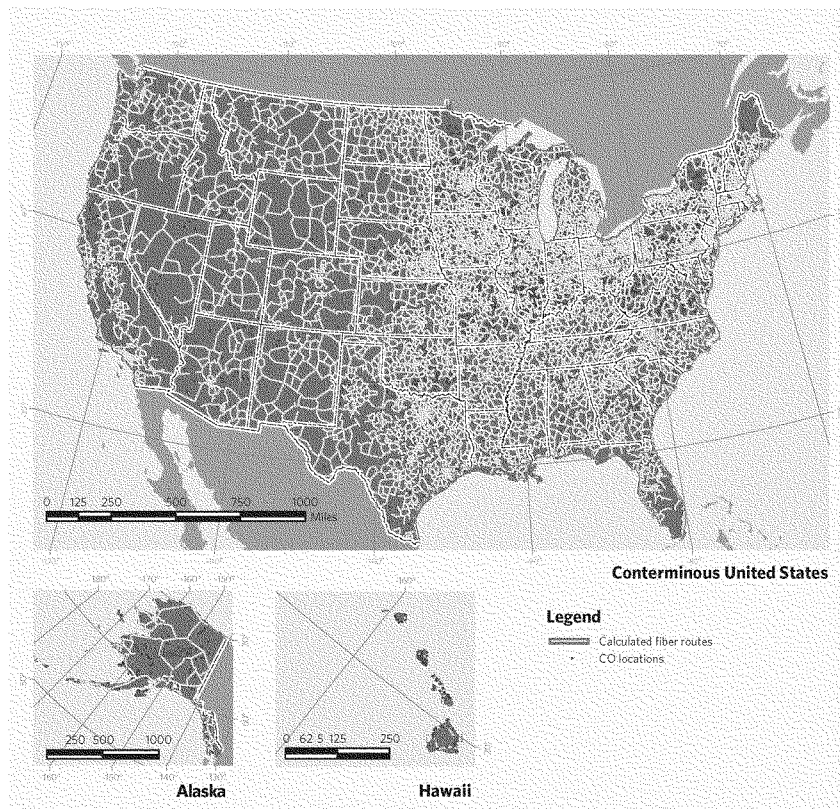 0 125 250 500 750 1000
Miles
Conterminous United States
-180° -170° -160° -150°
160°
Legend
Calculated fiber routes
CO locations
250 500 1000
0 62 5 125 250
Alaska
Hawaii